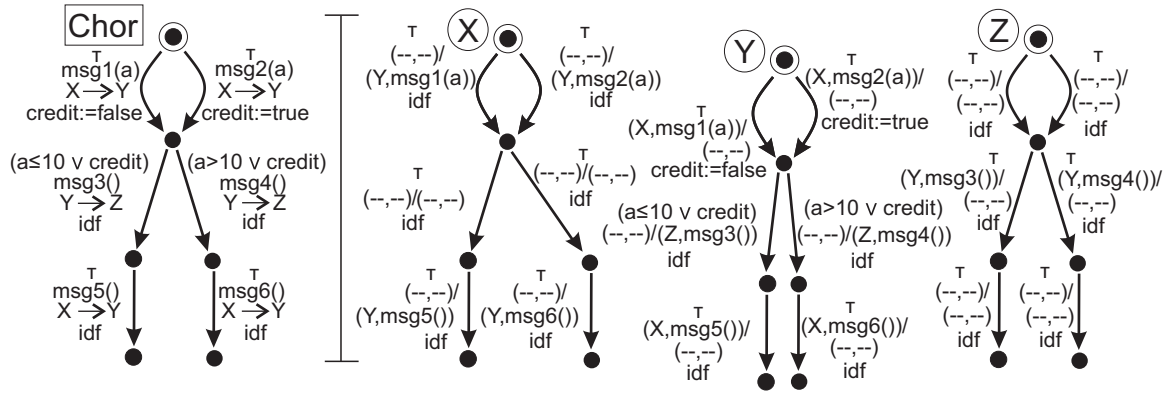 Chor
⊤
msg1(a)
X → Y
credit:=false
⊤
msg2(a)
X → Y
credit:=true
(a≤10 ∨ credit)
msg3()
Y → Z
idf
(a>10 ∨ credit)
msg4()
Y → Z
idf
⊤
msg5()
X → Y
idf
⊤
msg6()
X → Y
idf
X
⊤
(--,--)/
(Y,msg1(a))
idf
⊤
(--,--)/
(Y,msg2(a))
idf
⊤
(--,--)/(--,--)
idf
⊤
(--,--)/(--,--)
idf
⊤
(--,--)/
(Y,msg5())
idf
⊤
(--,--)/
(Y,msg6())
idf
Y
⊤
(X,msg1(a))/
(--,--)
credit:=false
⊤
(X,msg2(a))/
(--,--)
credit:=true
(a≤10 ∨ credit)
(--,--)/(Z,msg3())
idf
(a>10 ∨ credit)
(--,--)/(Z,msg4())
idf
⊤
(X,msg5())/
(--,--)
idf
⊤
(X,msg6())/
(--,--)
idf
Z
⊤
(--,--)/
(--,--)
idf
⊤
(--,--)/
(--,--)
idf
⊤
(Y,msg3())/
(--,--)
idf
⊤
(Y,msg4())/
(--,--)
idf
⊤
(--,--)/
(--,--)
idf
⊤
(--,--)/
(--,--)
idf